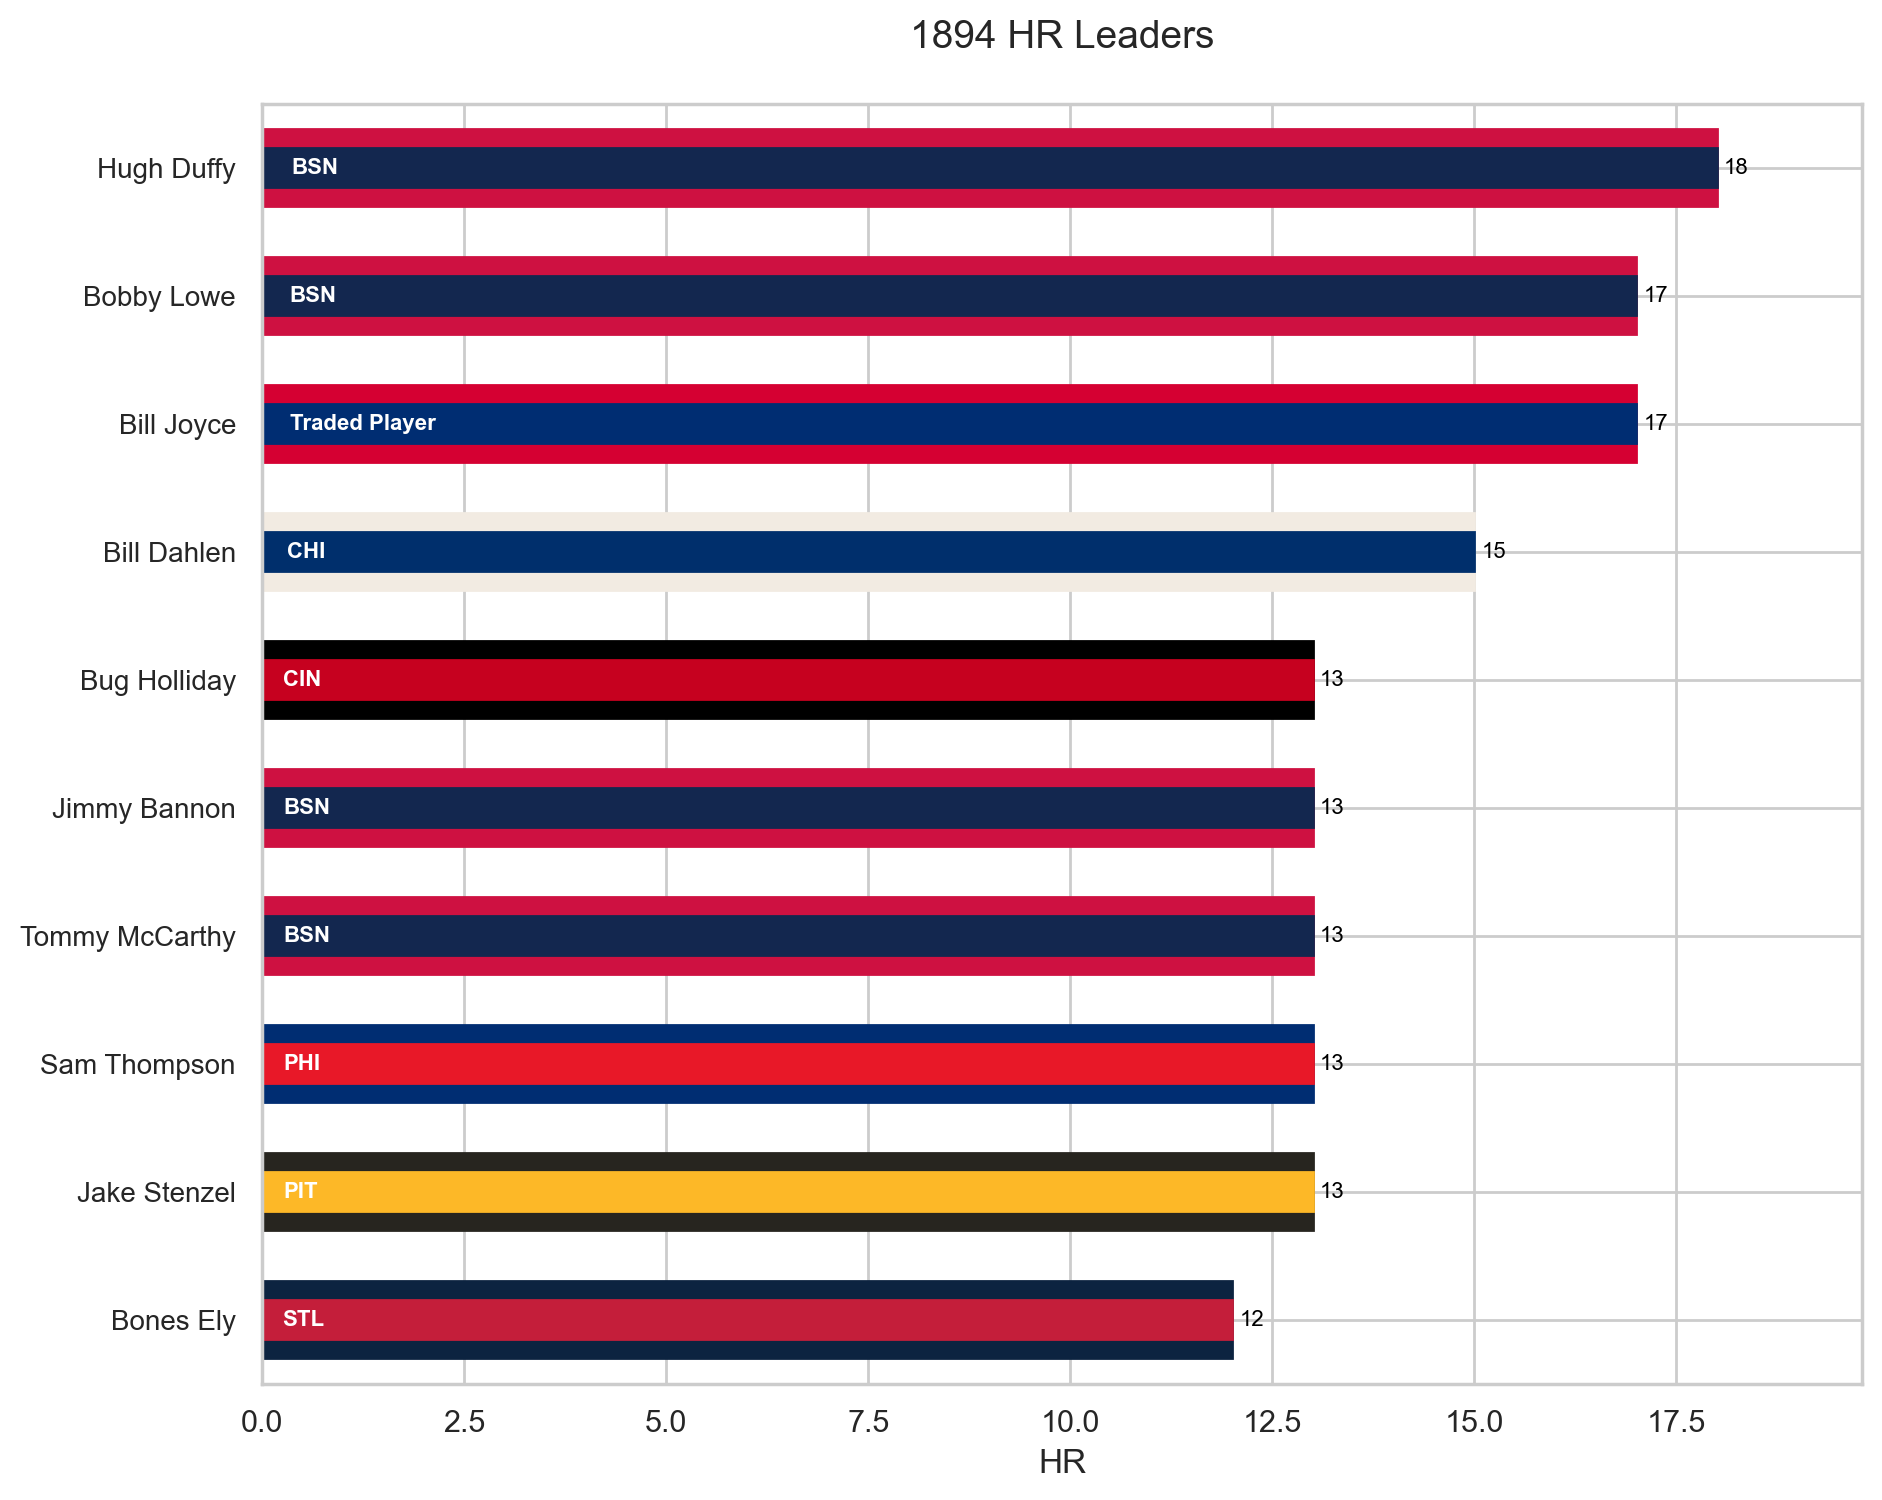 1894 HR Leaders
Hugh Duffy
BSN
18
Bobby Lowe
BSN
17
Bill Joyce
Traded Player
17
Bill Dahlen
CHI
15
Bug Holliday
CIN
13
Jimmy Bannon
BSN
13
Tommy McCarthy
BSN
13
Sam Thompson
PHI
13
Jake Stenzel
PIT
13
Bones Ely
STL
12
0.0 2.5 5.0 7.5 10.0 12.5 15.0 17.5
HR